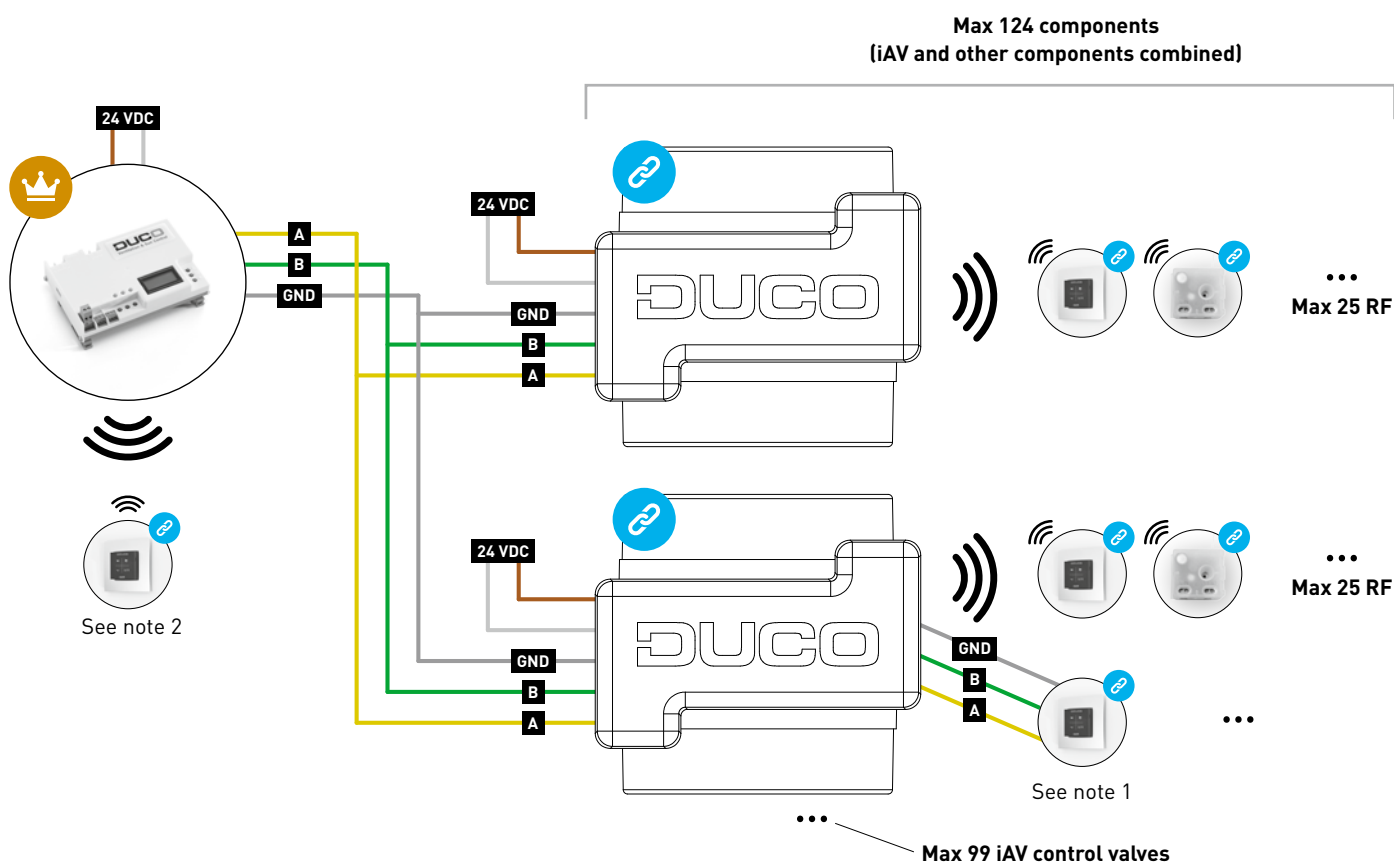 Max 124 components
(iAV and other components combined)
24 VDC
DUCO
A
B
GND
See note 2
24 VDC
GND
B
A
DUCO
Max 25 RF
24 VDC
GND
B
A
DUCO
Max 25 RF
GND
B
A
See note 1
Max 99 iAV control valves